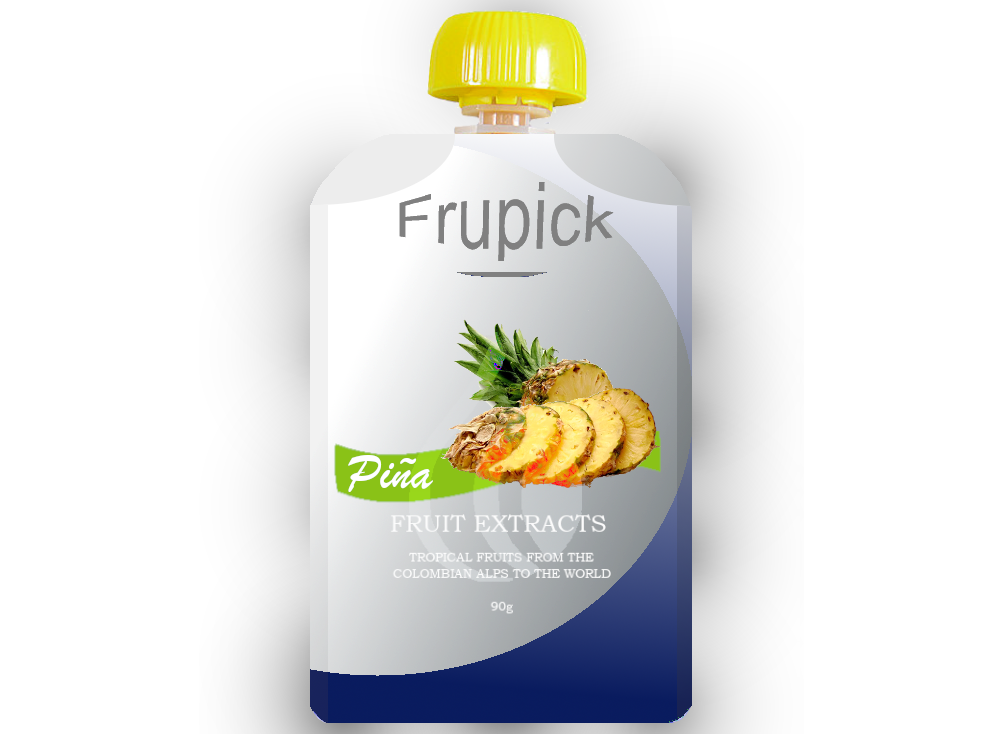 Frupick
Piña
FRUIT EXTRACTS
TROPICAL FRUITS FROM THE
COLOMBIAN ALPS TO THE WORLD
90g